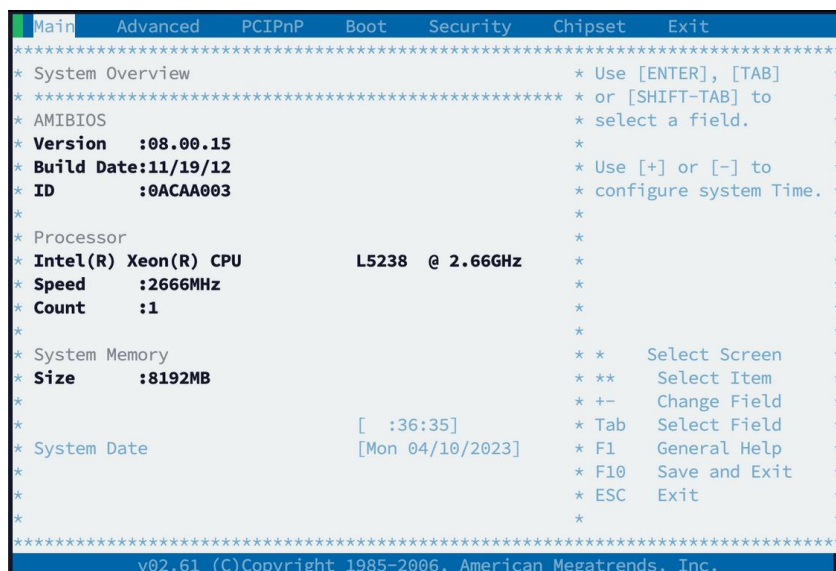 Main Advanced PCIPnP Boot Security Chipset Exit
********************************************************************************
* System Overview * Use [ENTER], [TAB]
* *************************************************** * or [SHIFT-TAB] to
* AMIBIOS * select a field.
* Version :08.00.15 *
* Build Date:11/19/12 * Use [+] or [-] to
* ID :0ACAA003 * configure system Time.
* *
* Processor *
* Intel(R) Xeon(R) CPU L5238 @ 2.66GHz *
* Speed :2666MHz *
* Count :1 *
* *
* System Memory * * Select Screen
* Size :8192MB * ** Select Item
* * +- Change Field
* [ :36:35] * Tab Select Field
* System Date [Mon 04/10/2023] * F1 General Help
* * F10 Save and Exit
* * ESC Exit
* *
********************************************************************************
v02.61 (C)Copyright 1985-2006, American Megatrends, Inc.